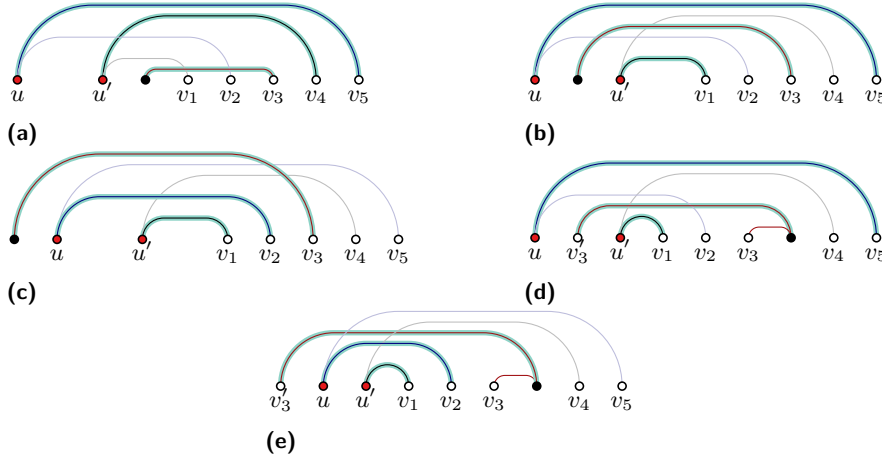 u u′ v₁ v₂ v₃ v₄ v₅
(a)
u u′ v₁ v₂ v₃ v₄ v₅
(b)
u u′ v₁ v₂ v₃ v₄ v₅
(c)
u v₃′ u′ v₁ v₂ v₃ v₄ v₅
(d)
v₃′ u u′ v₁ v₂ v₃ v₄ v₅
(e)